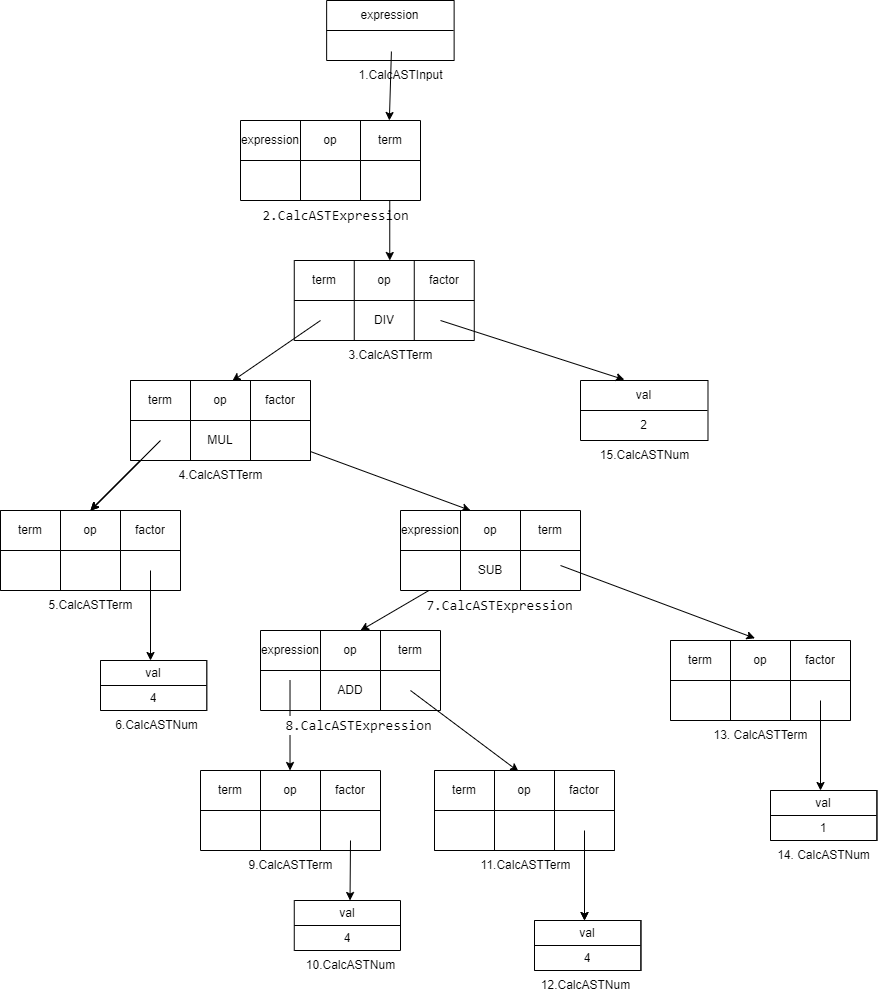 expression
1.CalcASTInput
expression op term
2.CalcASTExpression
term op factor
DIV
3.CalcASTTerm
term op factor
MUL
4.CalcASTTerm
val
2
15.CalcASTNum
term op factor
5.CalcASTTerm
expression op term
SUB
7.CalcASTExpression
val
4
6.CalcASTNum
expression op term
ADD
8.CalcASTExpression
term op factor
13. CalcASTTerm
term op factor
9.CalcASTTerm
term op factor
11.CalcASTTerm
val
1
14. CalcASTNum
val
4
10.CalcASTNum
val
4
12.CalcASTNum